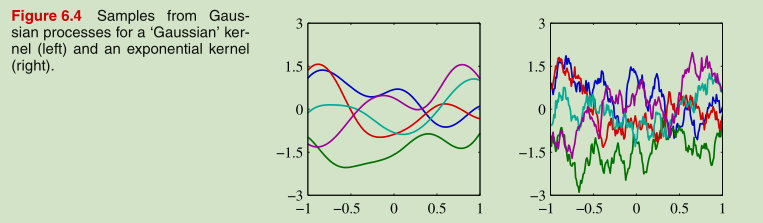 Figure 6.4 Samples from Gaus-
sian processes for a ‘Gaussian’ ker-
nel (left) and an exponential kernel
(right).
3
1.5
0
−1.5
−3
−1 −0.5 0 0.5 1
3
1.5
0
−1.5
−3
−1 −0.5 0 0.5 1